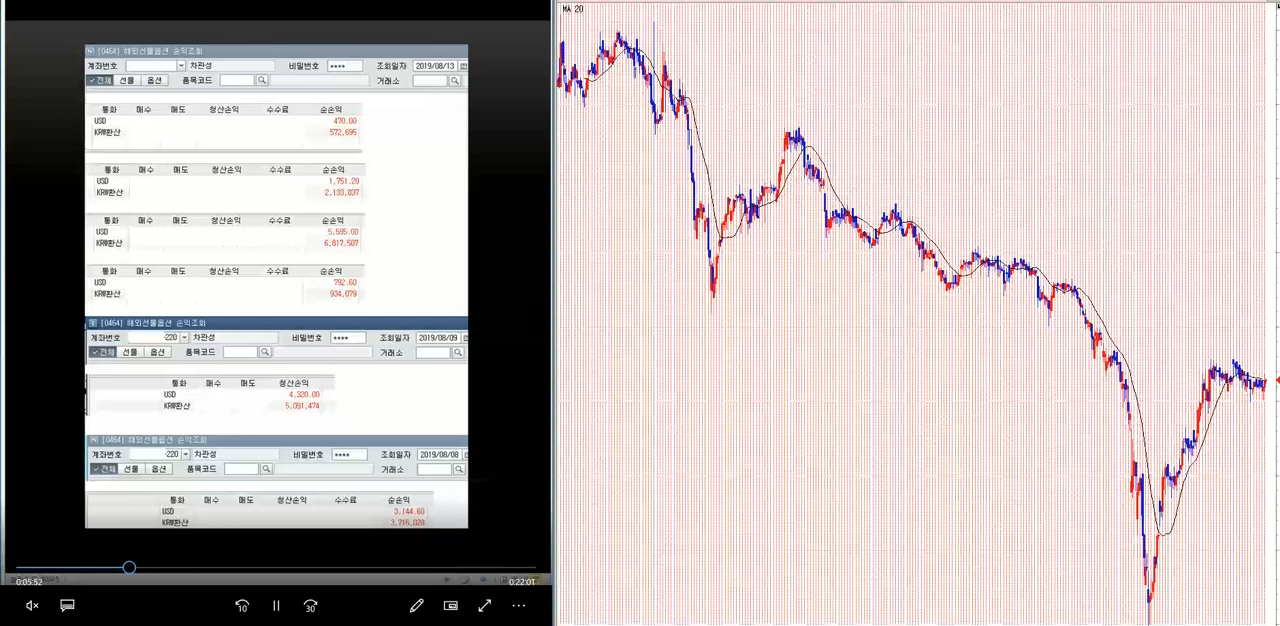 MA 20
[0464] 해외선물옵션 손익조회
계좌번호 차관성 비밀번호 **** 조회일자 2019/08/13
전체 선물 옵션 품목코드 거래소
통화 매수 매도 청산손익 수수료 순손익
USD 470.00
KRW환산 572,695
통화 매수 매도 청산손익 수수료 순손익
USD 1,751.20
KRW환산 2,133,837
통화 매수 매도 청산손익 수수료 순손익
USD 5,595.00
KRW환산 6,817,507
통화 매수 매도 청산손익 수수료 순손익
USD 792.60
KRW환산 934,079
[0464] 해외선물옵션 손익조회
계좌번호 -220 차관성 비밀번호 **** 조회일자 2019/08/09
전체 선물 옵션 품목코드 거래소
통화 매수 매도 청산손익
USD 4,320.00
KRW환산 5,091,474
[0464] 해외선물옵션 손익조회
계좌번호 -220 차관성 비밀번호 **** 조회일자 2019/08/08
전체 선물 옵션 품목코드 거래소
통화 매수 매도 청산손익 수수료 순손익
USD 3,144.60
KRW환산 3,716,028
0:05:52 0:22:01
10 30